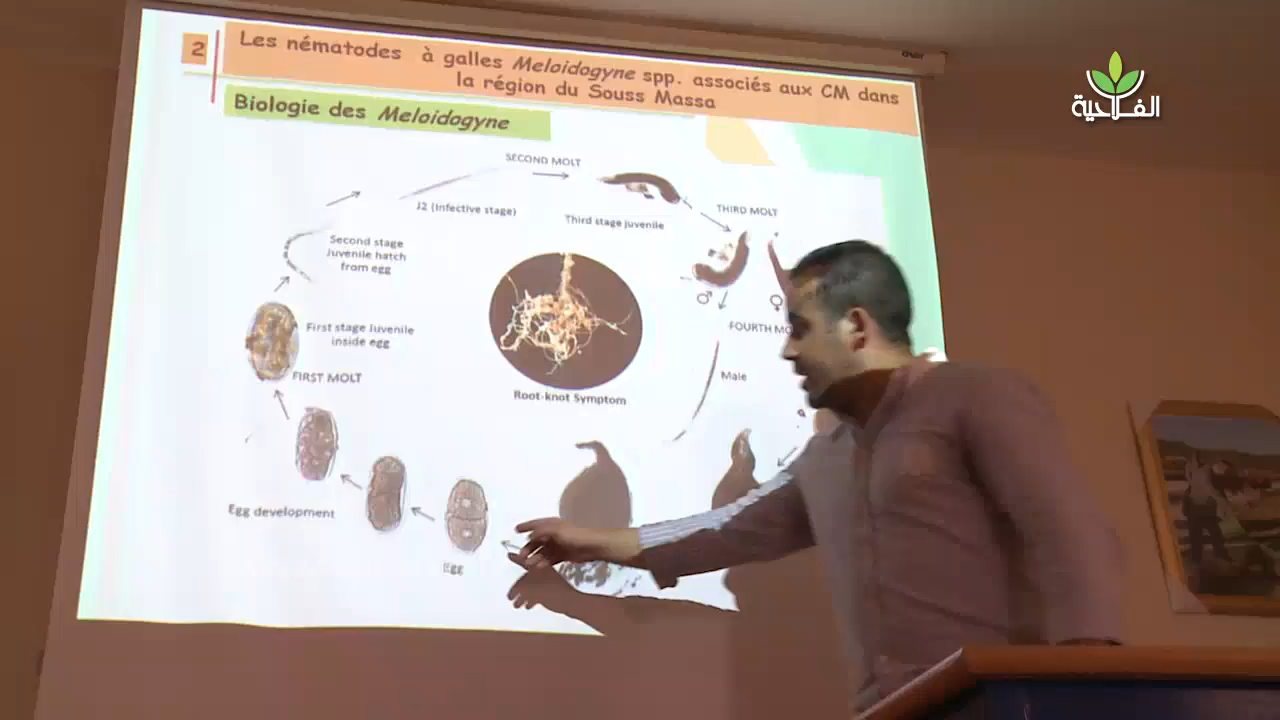 2
Les nématodes à galles Meloidogyne spp. associés aux CM dans
la région du Souss Massa
Biologie des Meloidogyne
الفلاحية
SECOND MOLT
J2 (Infective stage)
Third stage juvenile
THIRD MOLT
Second stage
Juvenile hatch
from egg
♂
♀
First stage Juvenile
inside egg
FOURTH MO
FIRST MOLT
Male
Root-knot Symptom
Egg development
Egg